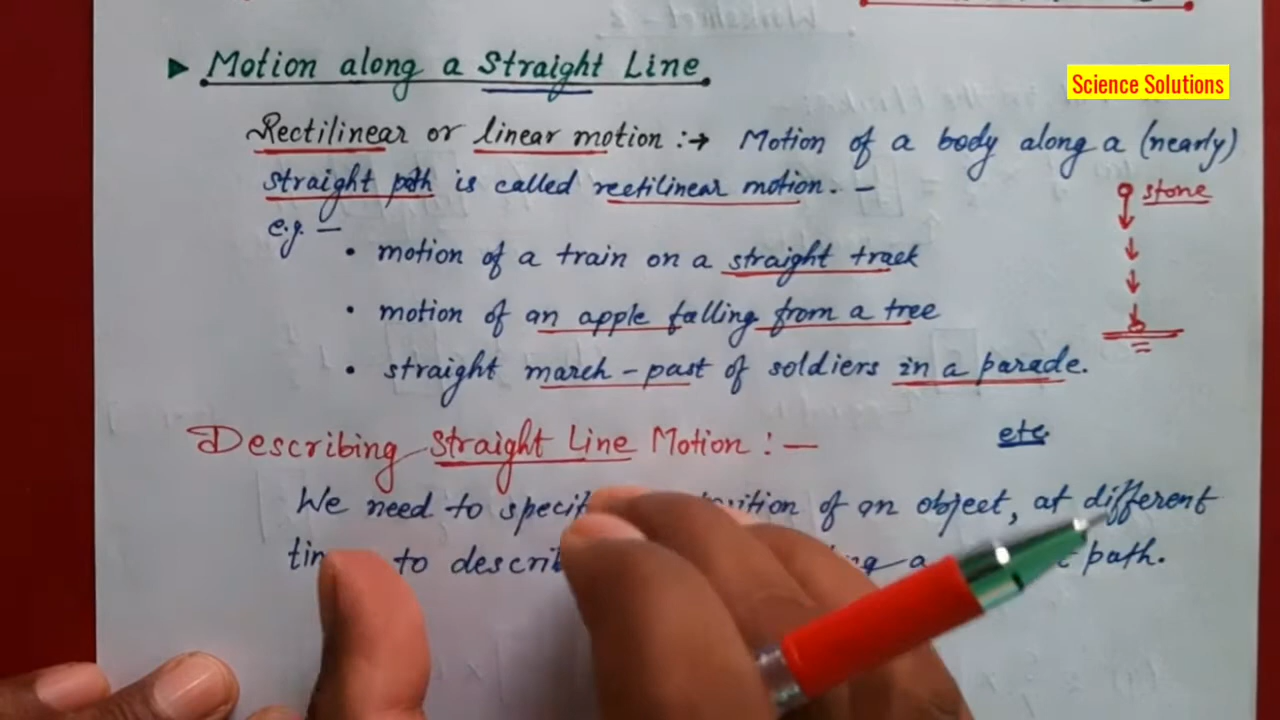 ► Motion along a Straight Line
Science Solutions
Rectilinear or linear motion :→ Motion of a body along a (nearly)
straight path is called rectilinear motion. –
stone
e.g. –
• motion of a train on a straight track
• motion of an apple falling from a tree
• straight march-past of soldiers in a parade.
etc.
Describing Straight Line Motion : –
We need to of an object, at different
to a path.